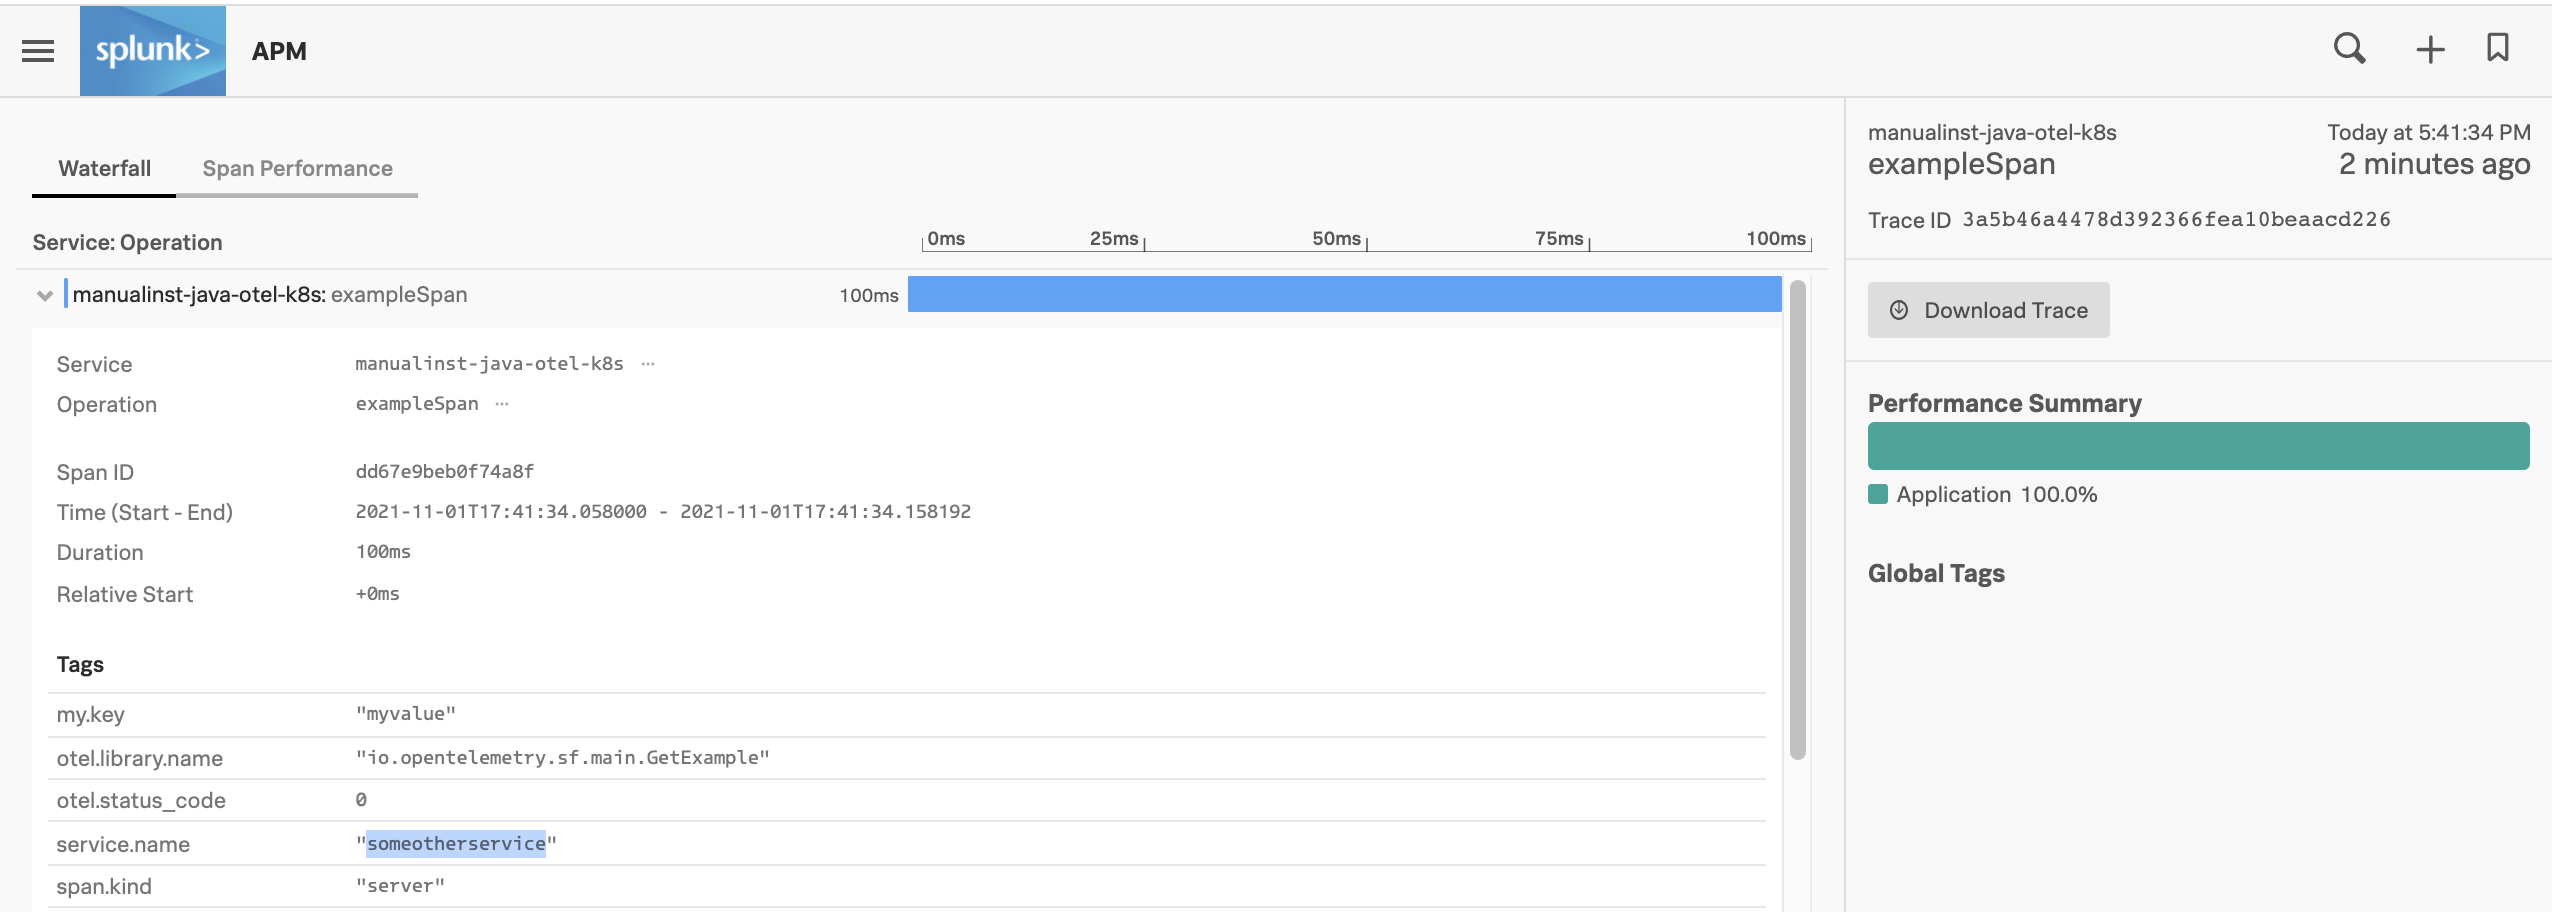 splunk> APM
Waterfall Span Performance
Service: Operation 0ms 25ms 50ms 75ms 100ms
manualinst-java-otel-k8s: exampleSpan 100ms
Service manualinst-java-otel-k8s ...
Operation exampleSpan ...
Span ID dd67e9beb0f74a8f
Time (Start - End) 2021-11-01T17:41:34.058000 - 2021-11-01T17:41:34.158192
Duration 100ms
Relative Start +0ms
Tags
my.key "myvalue"
otel.library.name "io.opentelemetry.sf.main.GetExample"
otel.status_code 0
service.name "someotherservice"
span.kind "server"
manualinst-java-otel-k8s Today at 5:41:34 PM
exampleSpan 2 minutes ago
Trace ID 3a5b46a4478d392366fea10beaacd226
Download Trace
Performance Summary
Application 100.0%
Global Tags